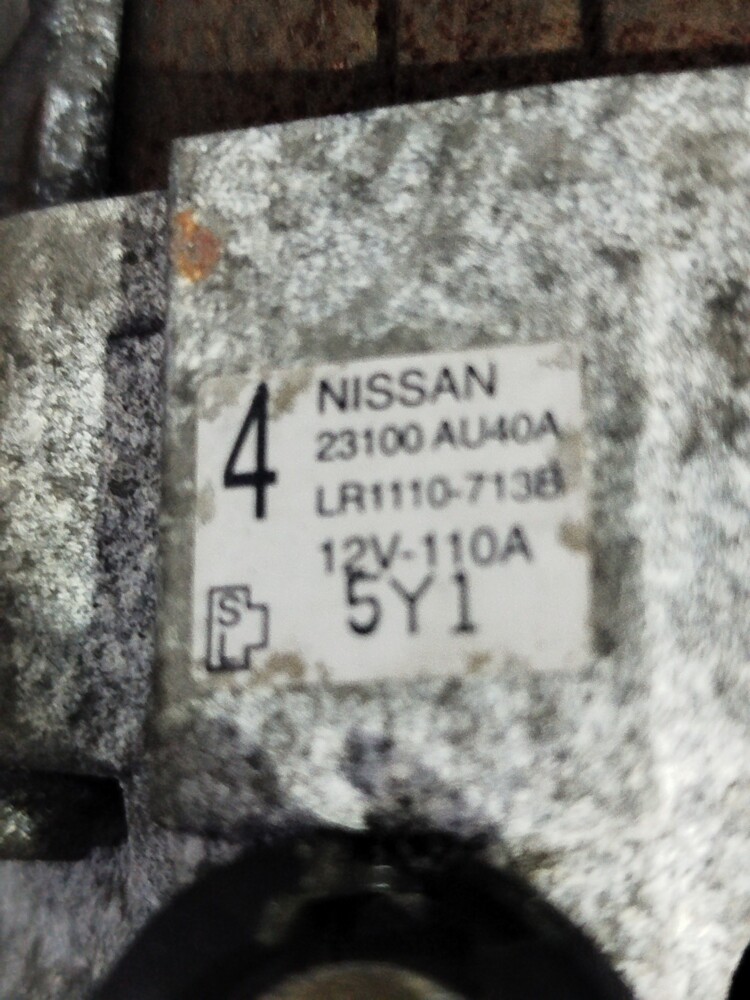 4
NISSAN
23100 AU40A
LR1110-713B
12V-110A
5Y1
S
L